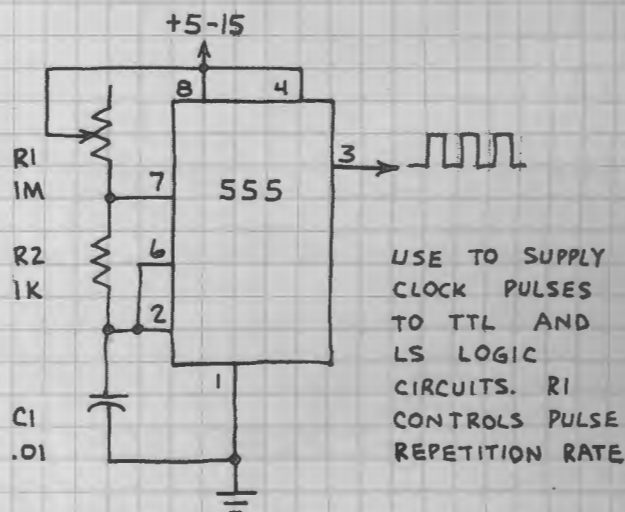 +5-15
8 4
R1
1M
7
555
3
R2
1K
6
2
1
C1
.01
USE TO SUPPLY
CLOCK PULSES
TO TTL AND
LS LOGIC
CIRCUITS. R1
CONTROLS PULSE
REPETITION RATE